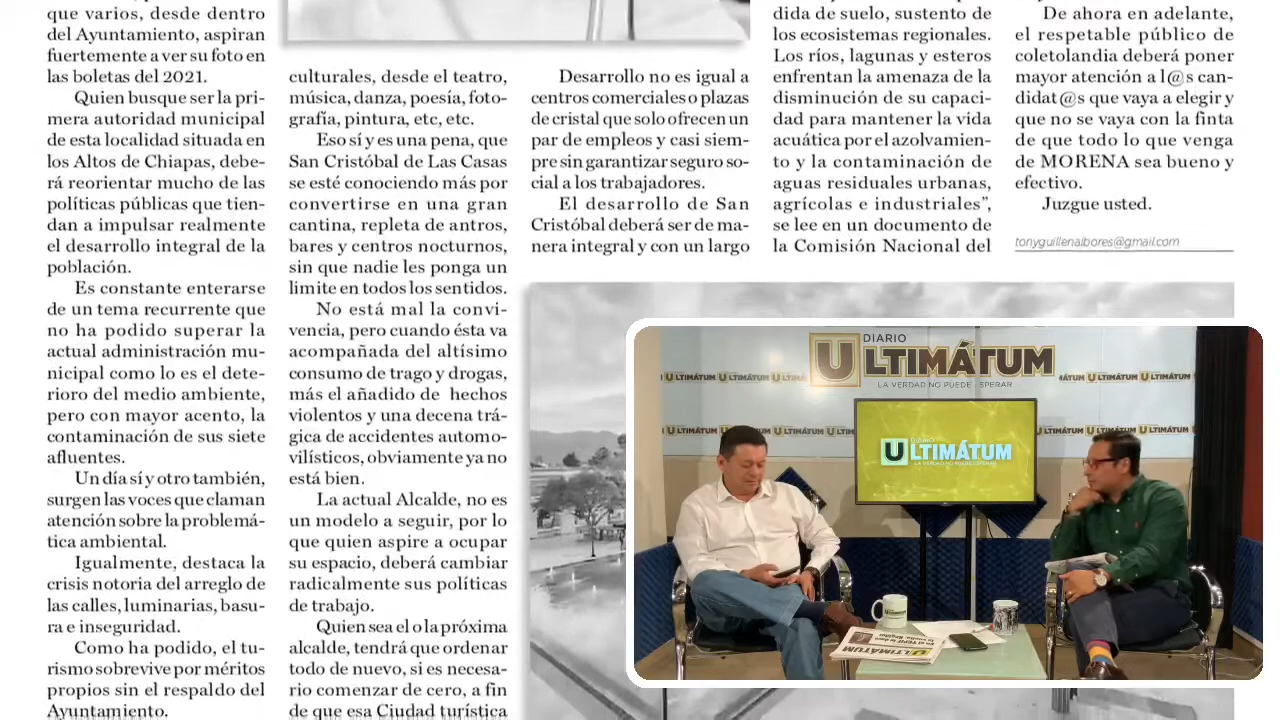 que varios, desde dentro
del Ayuntamiento, aspiran
fuertemente a ver su foto en
las boletas del 2021.
Quien busque ser la pri-
mera autoridad municipal
de esta localidad situada en
los Altos de Chiapas, debe-
rá reorientar mucho de las
políticas públicas que tien-
dan a impulsar realmente
el desarrollo integral de la
población.
Es constante enterarse
de un tema recurrente que
no ha podido superar la
actual administración mu-
nicipal como lo es el dete-
rioro del medio ambiente,
pero con mayor acento, la
contaminación de sus siete
afluentes.
Un día sí y otro también,
surgen las voces que claman
atención sobre la problemá-
tica ambiental.
Igualmente, destaca la
crisis notoria del arreglo de
las calles, luminarias, basu-
ra e inseguridad.
Como ha podido, el tu-
rismo sobrevive por méritos
propios sin el respaldo del
Ayuntamiento.
culturales, desde el teatro,
música, danza, poesía, foto-
grafía, pintura, etc, etc.
Eso sí y es una pena, que
San Cristóbal de Las Casas
se esté conociendo más por
convertirse en una gran
cantina, repleta de antros,
bares y centros nocturnos,
sin que nadie les ponga un
limite en todos los sentidos.
No está mal la convi-
vencia, pero cuando ésta va
acompañada del altísimo
consumo de trago y drogas,
más el añadido de hechos
violentos y una decena trá-
gica de accidentes automo-
vilísticos, obviamente ya no
está bien.
La actual Alcalde, no es
un modelo a seguir, por lo
que quien aspire a ocupar
su espacio, deberá cambiar
radicalmente sus políticas
de trabajo.
Quien sea el o la próxima
alcalde, tendrá que ordenar
todo de nuevo, si es necesa-
rio comenzar de cero, a fin
de que esa Ciudad turística
Desarrollo no es igual a
centros comerciales o plazas
de cristal que solo ofrecen un
par de empleos y casi siem-
pre sin garantizar seguro so-
cial a los trabajadores.
El desarrollo de San
Cristóbal deberá ser de ma-
nera integral y con un largo
dida de suelo, sustento de
los ecosistemas regionales.
Los ríos, lagunas y esteros
enfrentan la amenaza de la
disminución de su capaci-
dad para mantener la vida
acuática por el azolvamien-
to y la contaminación de
aguas residuales urbanas,
agrícolas e industriales”,
se lee en un documento de
la Comisión Nacional del
De ahora en adelante,
el respetable público de
coletolandia deberá poner
mayor atención a l@s can-
didat@s que vaya a elegir y
que no se vaya con la finta
de que todo lo que venga
de MORENA sea bueno y
efectivo.
Juzgue usted.
tonyguillenalbores@gmail.com
DIARIO
ULTIMÁTUM
LA VERDAD NO PUEDE ESPERAR
DIARIO
ULTIMÁTUM
LA VERDAD NO PUEDE ESPERAR
ULTIMÁTUM